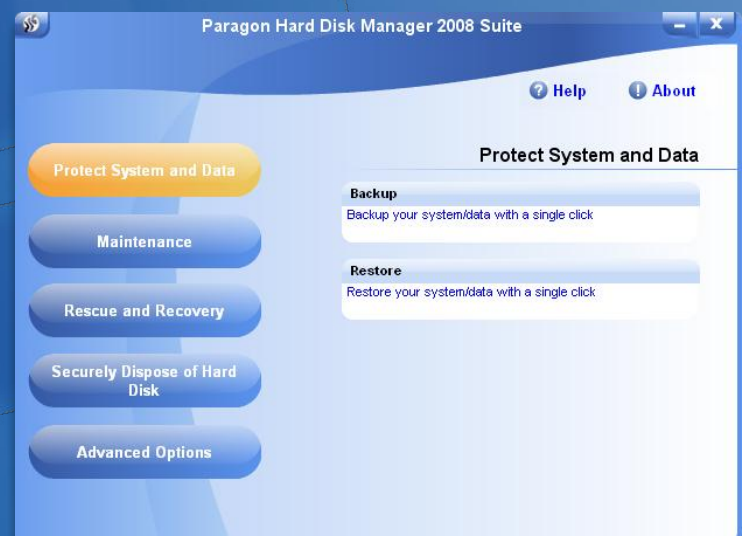 Paragon Hard Disk Manager 2008 Suite
Help
About
Protect System and Data
Maintenance
Rescue and Recovery
Securely Dispose of Hard
Disk
Advanced Options
Protect System and Data
Backup
Backup your system/data with a single click
Restore
Restore your system/data with a single click